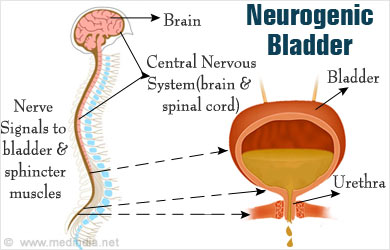 Neurogenic
Bladder
Brain
Central Nervous
System(brain &
spinal cord)
Bladder
Nerve
Signals to
bladder &
sphincter
muscles
Urethra
www.medindia.net